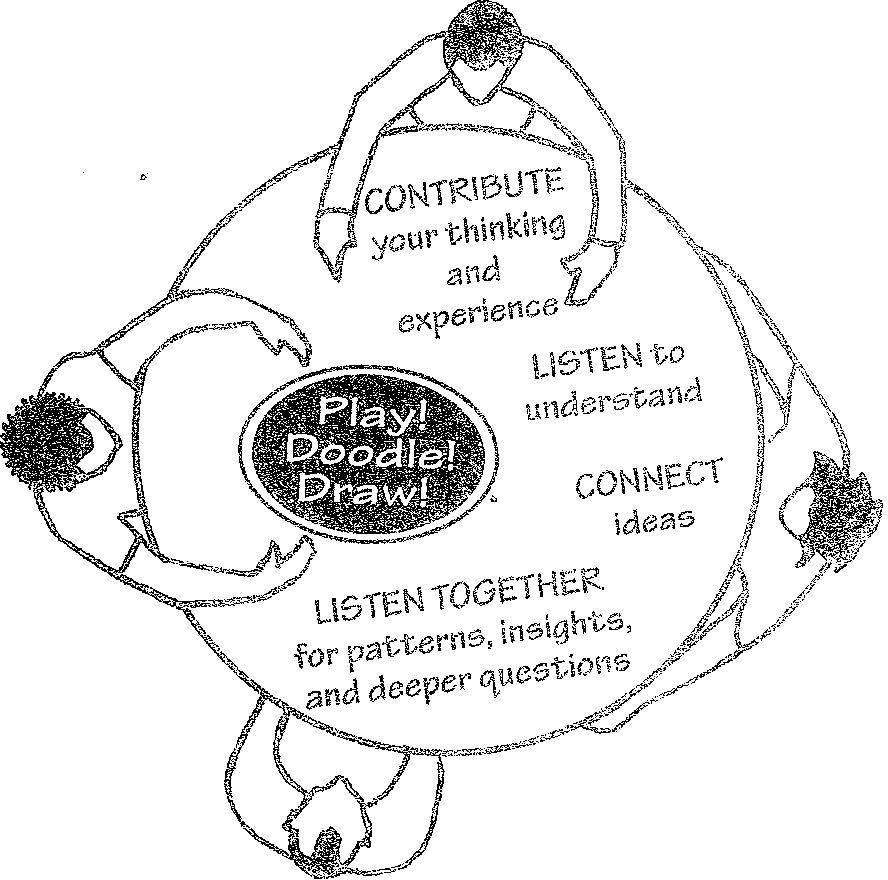 CONTRIBUTE
your thinking
and
experience
LISTEN to
understand
Play!
Doodle!
Draw!
CONNECT
ideas
LISTEN TOGETHER
for patterns, insights,
and deeper questions